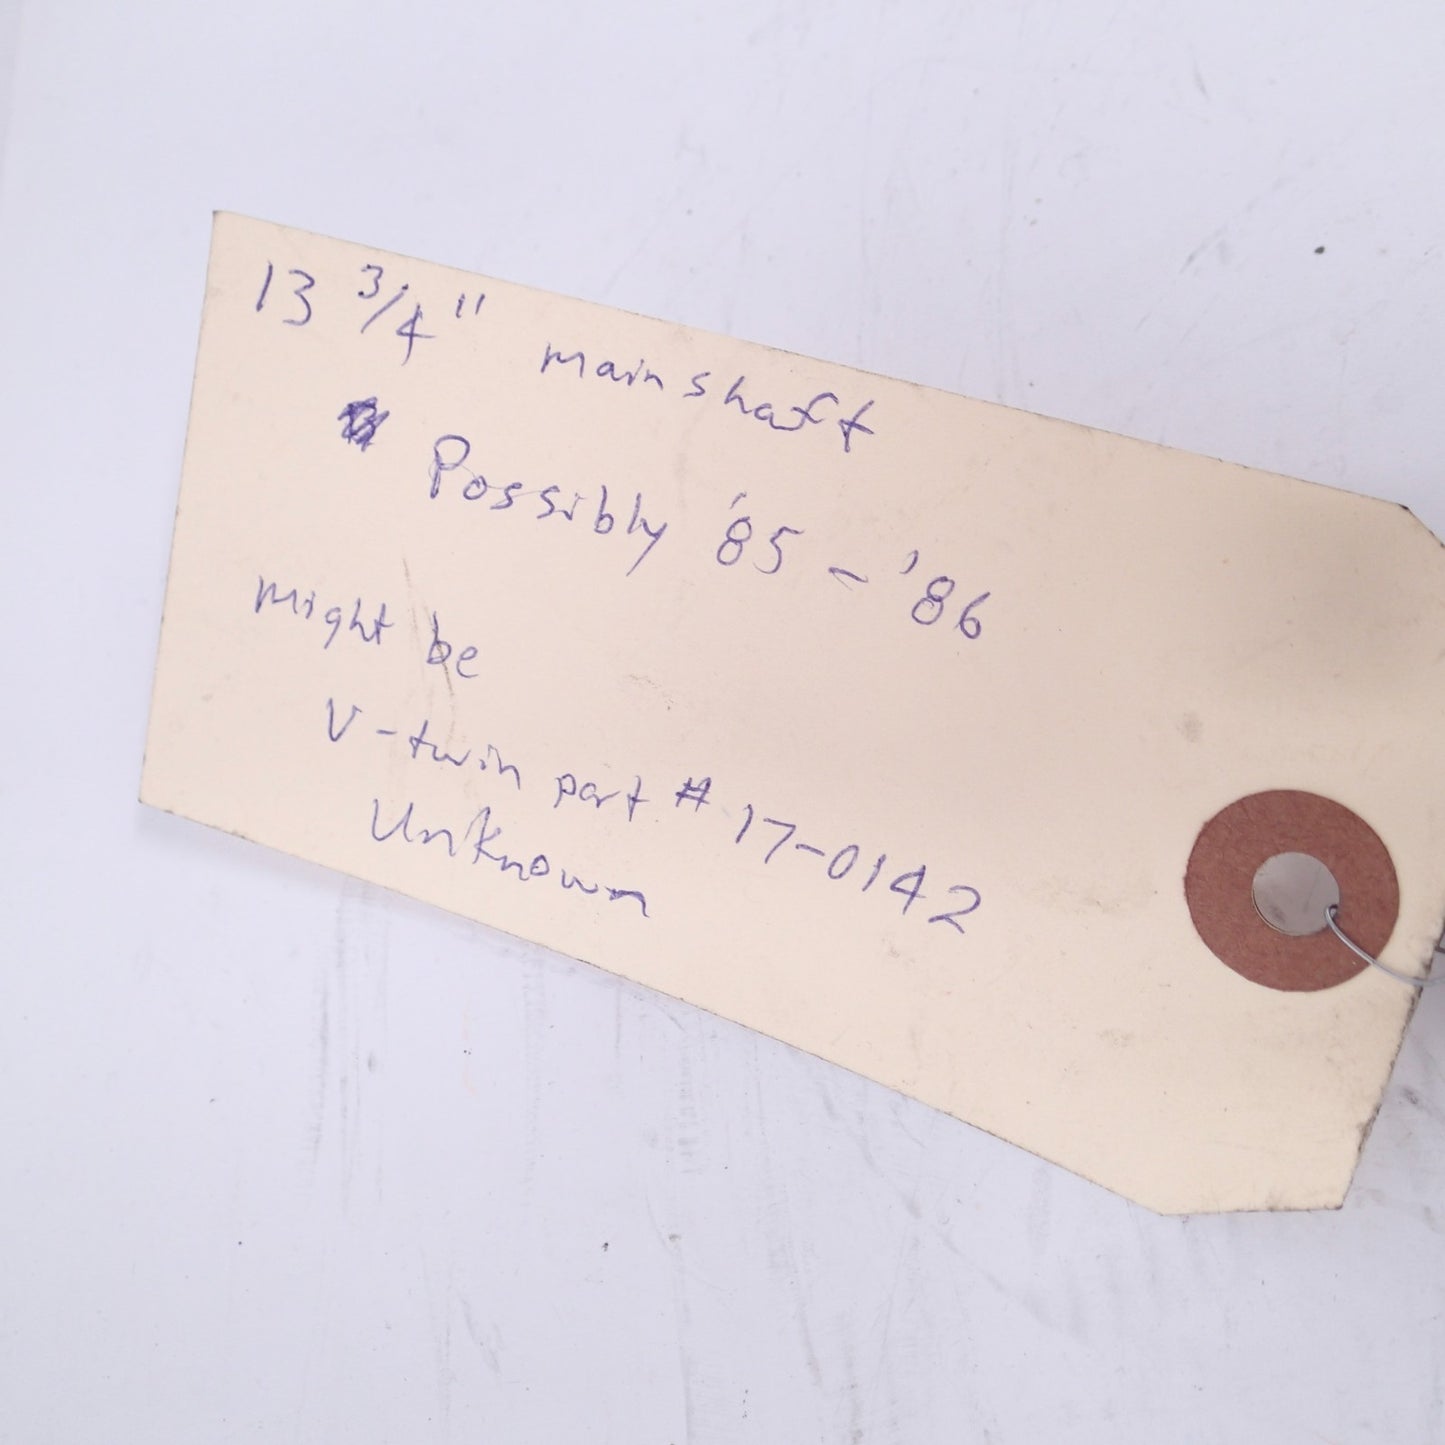 13 3/4" mainshaft
Possibly '85 - '86
Might be
V-twin part # 17-0142
Unknown